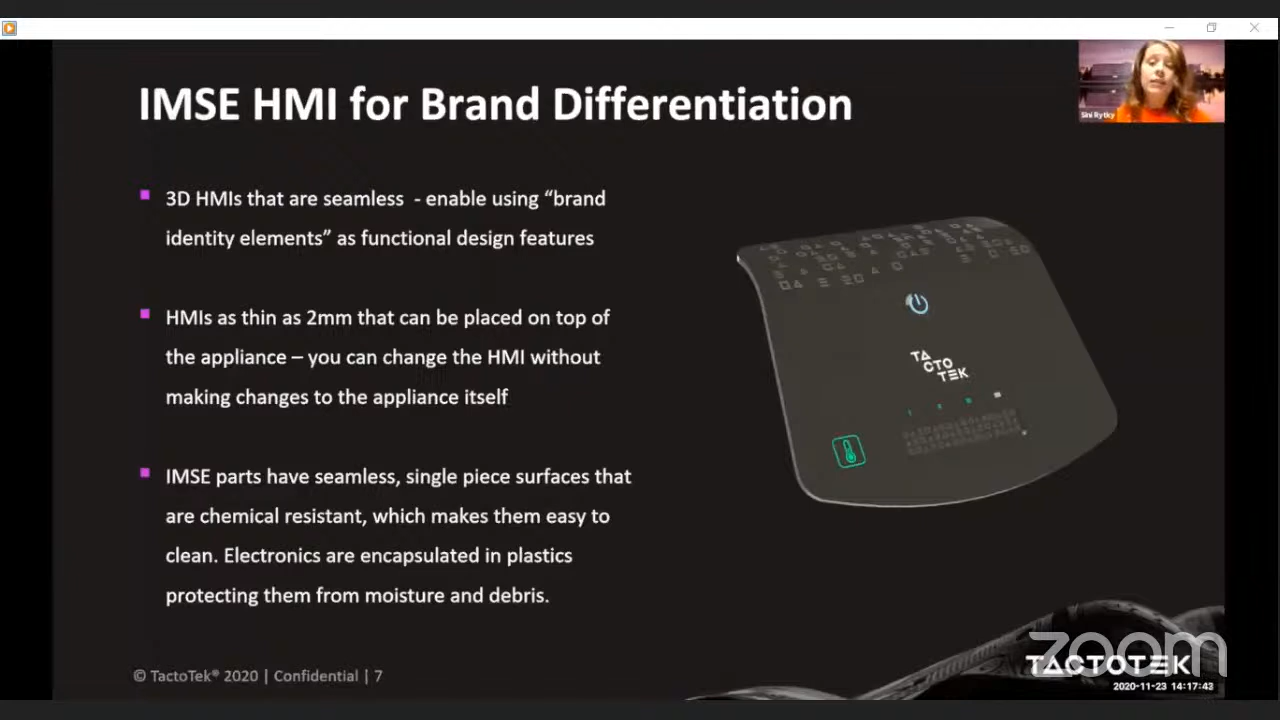 IMSE HMI for Brand Differentiation
Sini Rytky
3D HMIs that are seamless - enable using “brand
identity elements” as functional design features
HMIs as thin as 2mm that can be placed on top of
the appliance – you can change the HMI without
making changes to the appliance itself
IMSE parts have seamless, single piece surfaces that
are chemical resistant, which makes them easy to
clean. Electronics are encapsulated in plastics
protecting them from moisture and debris.
TA
CTO
TEK
© TactoTek® 2020 | Confidential | 7
zoom
TACTOTEK
2020-11-23 14:17:42